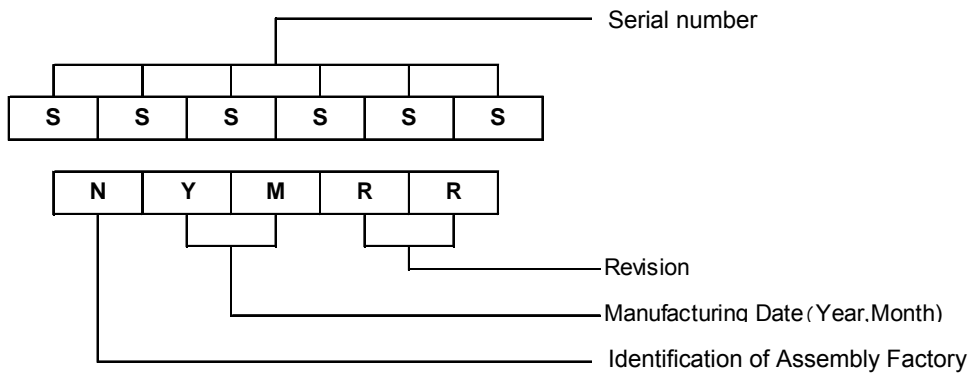 Serial number
S S S S S S
N Y M R R
Revision
Manufacturing Date(Year,Month)
Identification of Assembly Factory